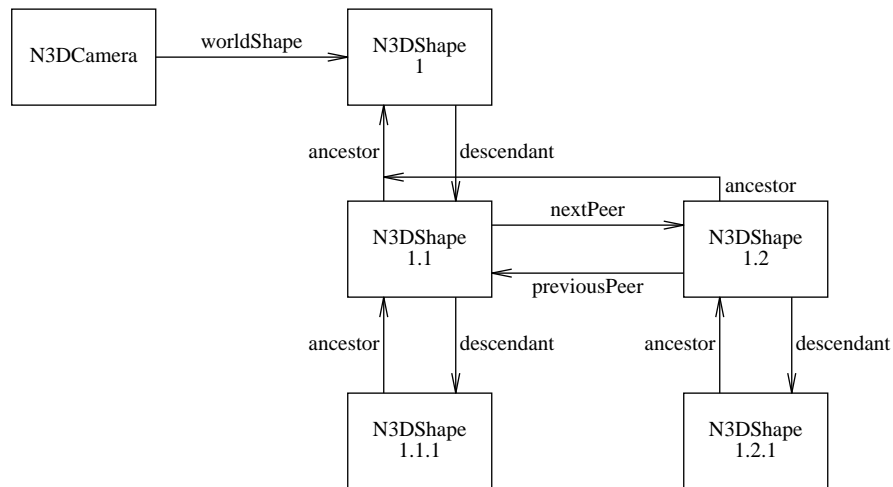 N3DCamera
worldShape
N3DShape
1
ancestor
descendant
ancestor
N3DShape
1.1
nextPeer
previousPeer
N3DShape
1.2
ancestor
descendant
ancestor
descendant
N3DShape
1.1.1
N3DShape
1.2.1